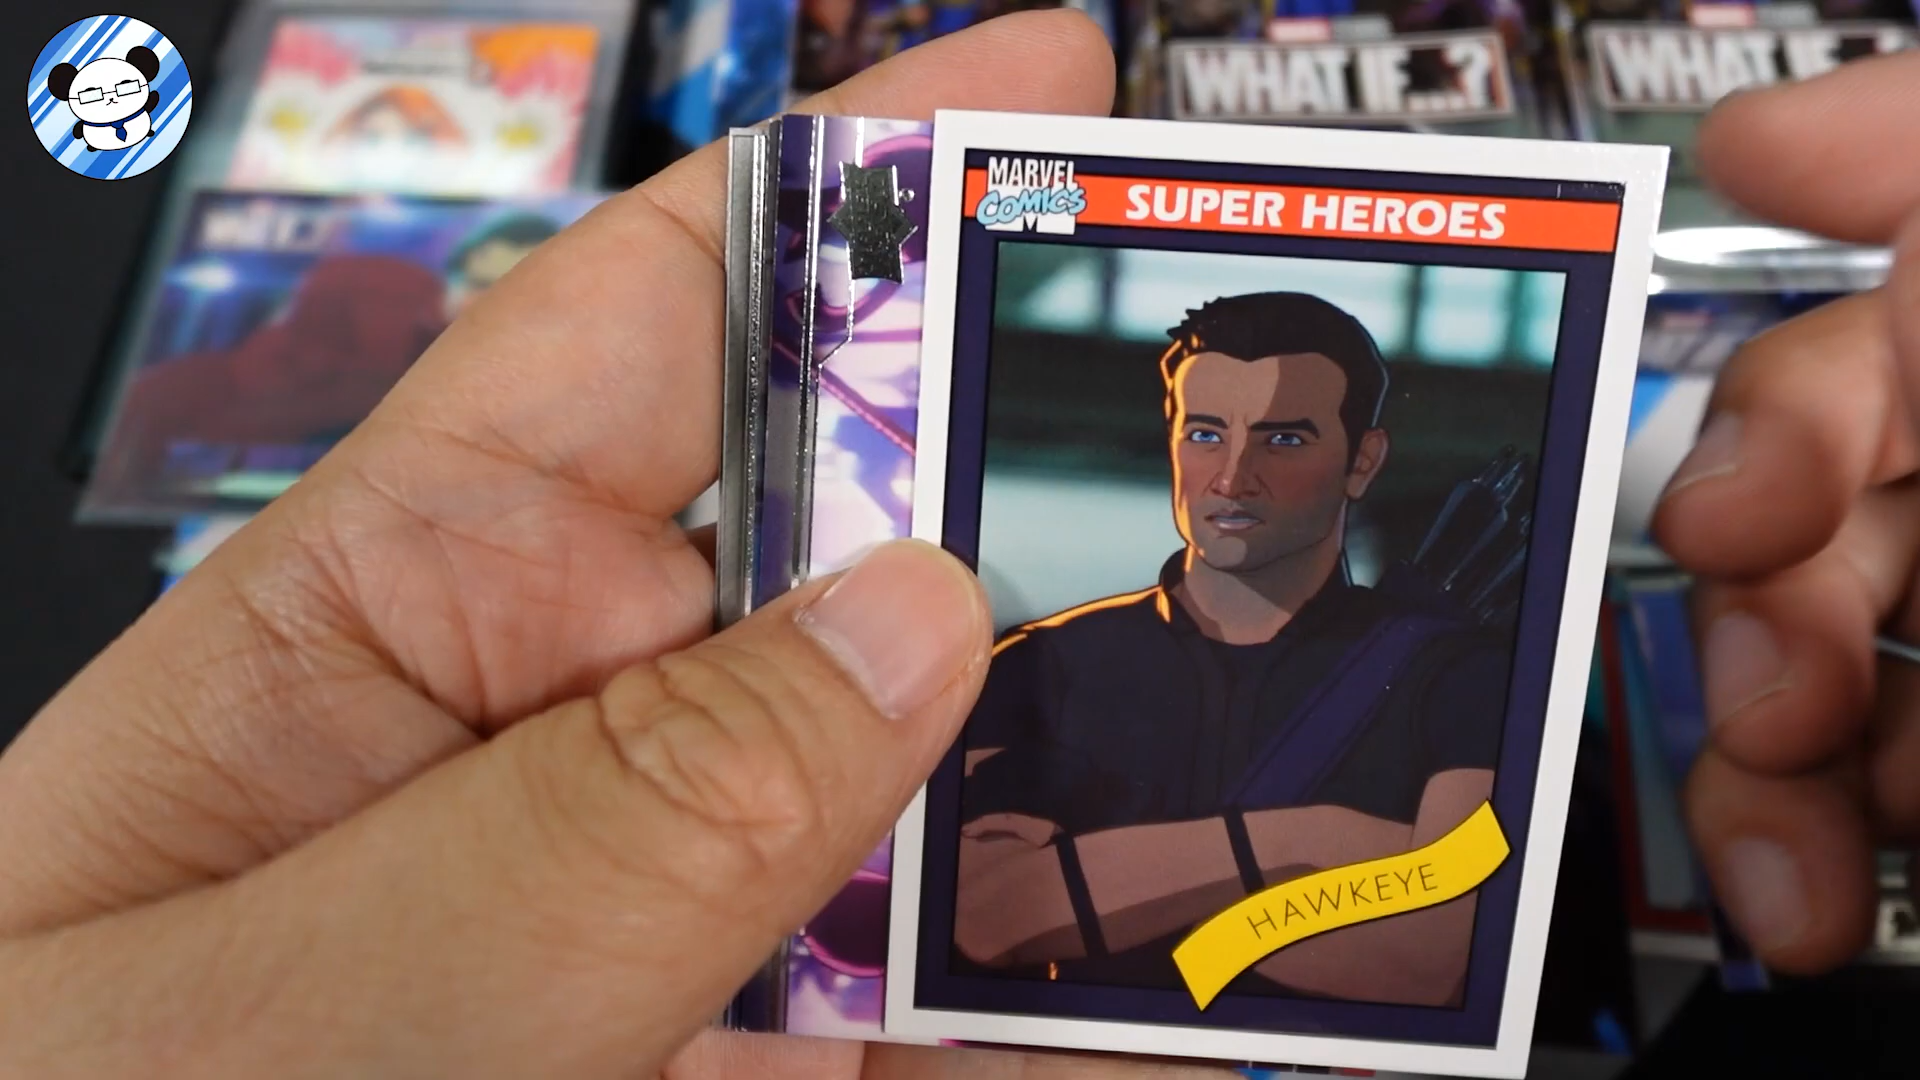 WHAT IF...?
WHAT IF
MARVEL
COMICS
SUPER HEROES
HAWKEYE